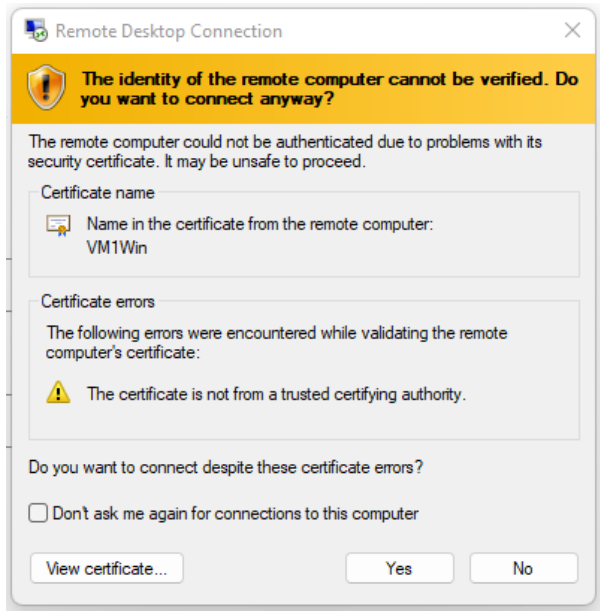 Remote Desktop Connection
The identity of the remote computer cannot be verified. Do
you want to connect anyway?
The remote computer could not be authenticated due to problems with its
security certificate. It may be unsafe to proceed.
Certificate name
Name in the certificate from the remote computer:
VM1Win
Certificate errors
The following errors were encountered while validating the remote
computer's certificate:
The certificate is not from a trusted certifying authority.
Do you want to connect despite these certificate errors?
Don't ask me again for connections to this computer
View certificate... Yes No